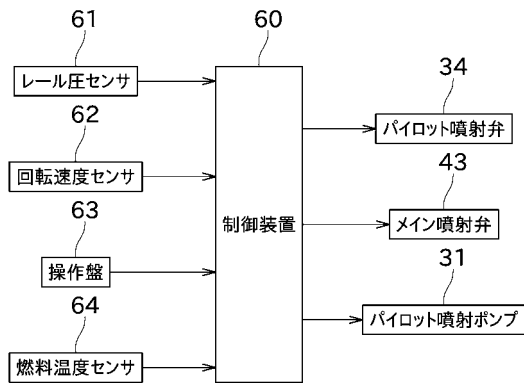 61
レール圧センサ
62
回転速度センサ
63
操作盤
64
燃料温度センサ
60
制御装置
34
パイロット噴射弁
43
メイン噴射弁
31
パイロット噴射ポンプ